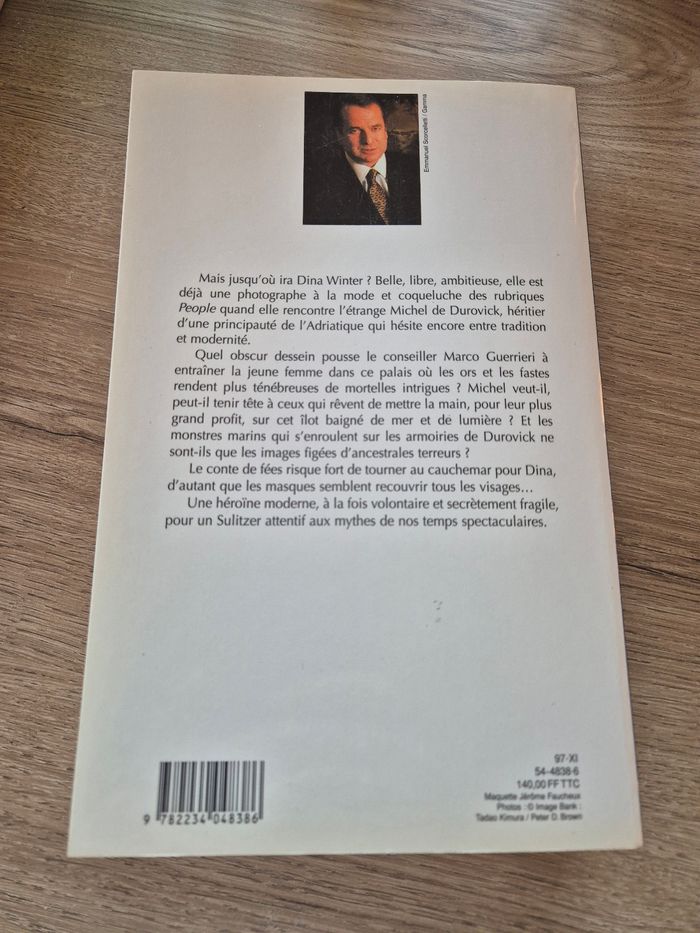 Emmanuel Scorcelletti / Gamma
Mais jusqu'où ira Dina Winter ? Belle, libre, ambitieuse, elle est
déjà une photographe à la mode et coqueluche des rubriques
People quand elle rencontre l'étrange Michel de Durovick, héritier
d'une principauté de l'Adriatique qui hésite encore entre tradition
et modernité.
Quel obscur dessein pousse le conseiller Marco Guerrieri à
entraîner la jeune femme dans ce palais où les ors et les fastes
rendent plus ténébreuses de mortelles intrigues ? Michel veut-il,
peut-il tenir tête à ceux qui rêvent de mettre la main, pour leur plus
grand profit, sur cet îlot baigné de mer et de lumière ? Et les
monstres marins qui s'enroulent sur les armoiries de Durovick ne
sont-ils que les images figées d'ancestrales terreurs ?
Le conte de fées risque fort de tourner au cauchemar pour Dina,
d'autant que les masques semblent recouvrir tous les visages...
Une héroïne moderne, à la fois volontaire et secrètement fragile,
pour un Sulitzer attentif aux mythes de nos temps spectaculaires.
97-XI
54-4838-6
140,00 FF TTC
Maquette Jérôme Faucheux
Photos : © Image Bank :
Tadao Kimura / Peter D. Brown
9 782234 048386